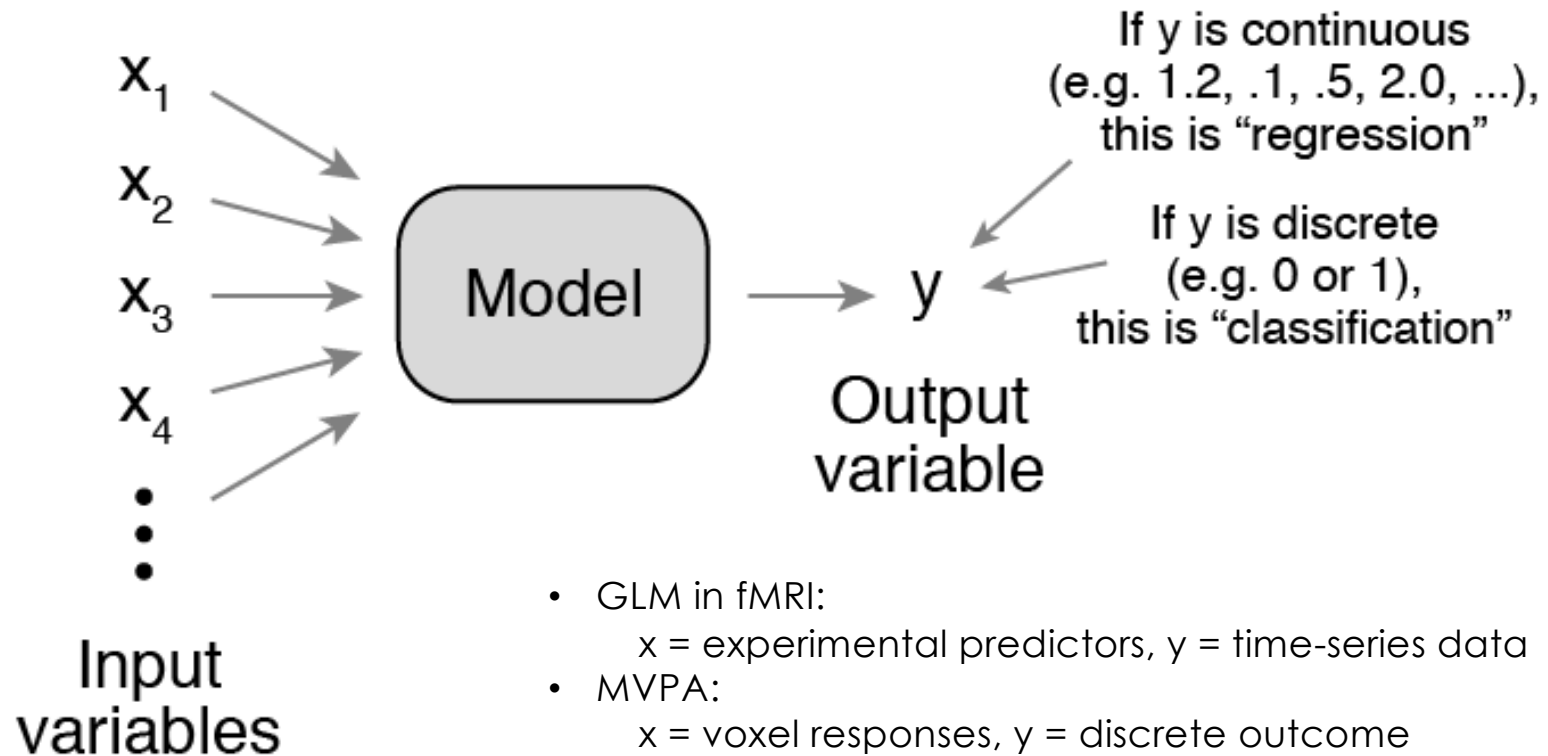 x1
x2
x3
x4
Input
variables
Model
y
Output
variable
If y is continuous
(e.g. 1.2, .1, .5, 2.0, ...),
this is “regression”
If y is discrete
(e.g. 0 or 1),
this is “classification”
• GLM in fMRI:
x = experimental predictors, y = time-series data
• MVPA:
x = voxel responses, y = discrete outcome